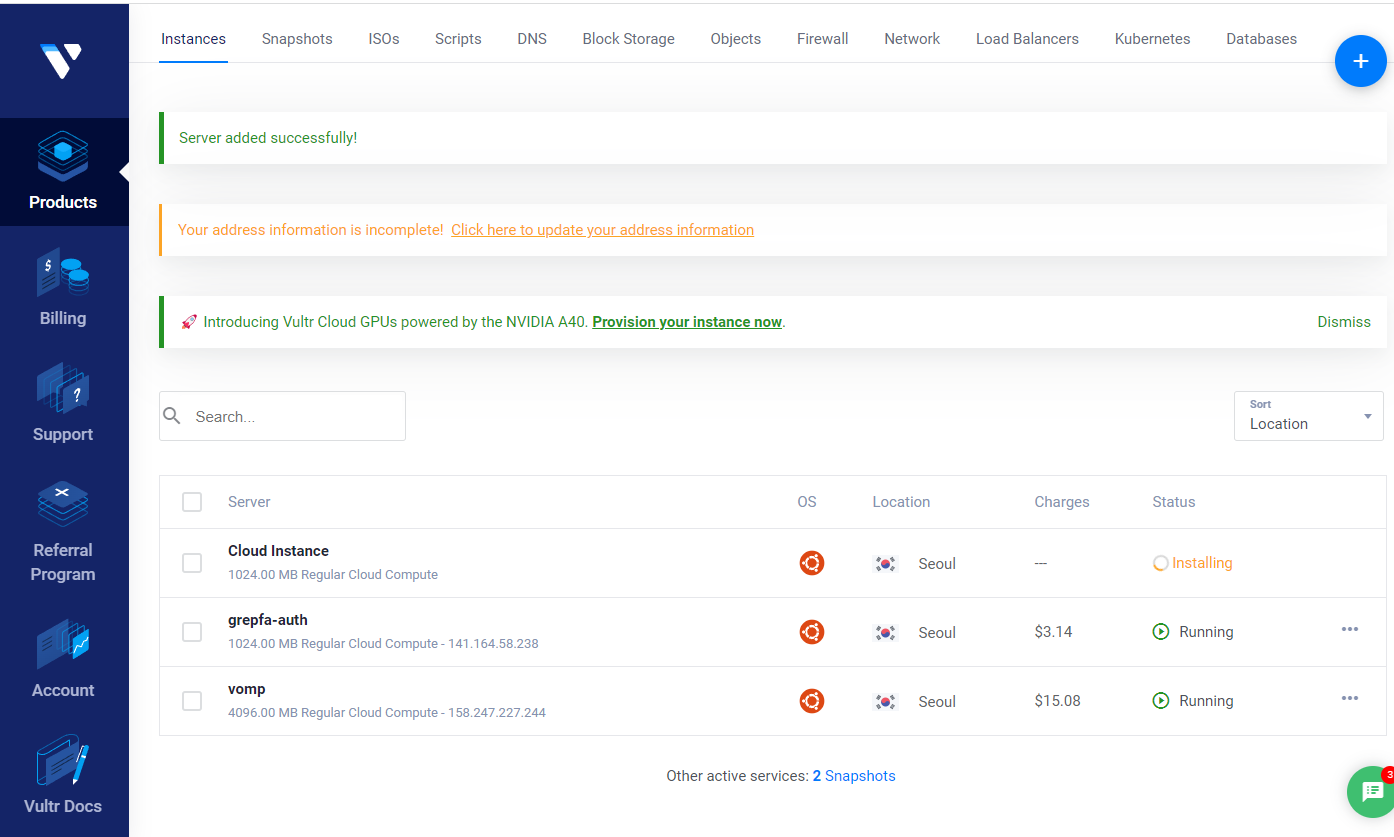 Instances Snapshots ISOs Scripts DNS Block Storage Objects Firewall Network Load Balancers Kubernetes Databases
+
Products
Billing
Support
Referral
Program
Account
Vultr Docs
Server added successfully!
Your address information is incomplete! Click here to update your address information
🚀 Introducing Vultr Cloud GPUs powered by the NVIDIA A40. Provision your instance now. Dismiss
Search...
Sort
Location
Server OS Location Charges Status
Cloud Instance
1024.00 MB Regular Cloud Compute
Seoul --- Installing
grepfa-auth
1024.00 MB Regular Cloud Compute - 141.164.58.238
Seoul $3.14 Running
vomp
4096.00 MB Regular Cloud Compute - 158.247.227.244
Seoul $15.08 Running
Other active services: 2 Snapshots
3